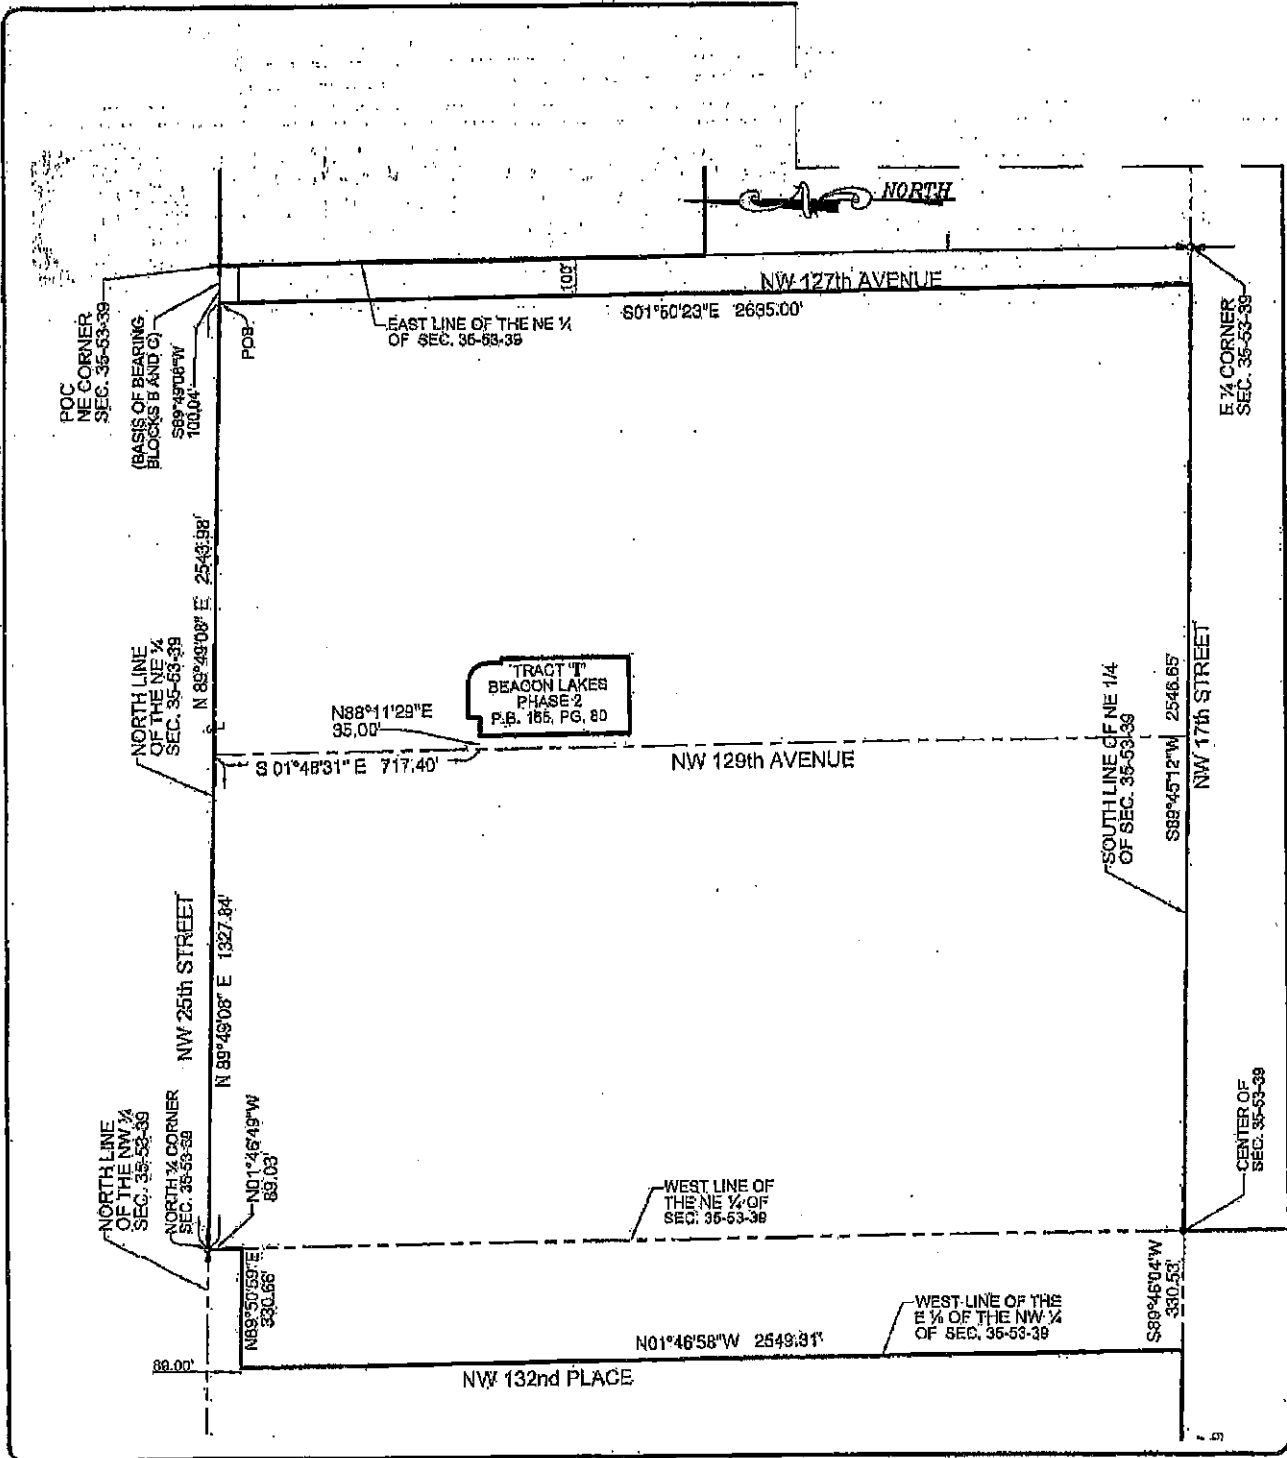 NORTH
NW 127th AVENUE
S01°50'23"E 2635.00'
100'
EAST LINE OF THE NE ¼
OF SEC. 35-53-39
POC
NE CORNER
SEC. 35-53-39
(BASIS OF BEARING
BLOCKS B AND C)
S89°49'08"W
100.04'
POB
E ¼ CORNER
SEC. 35-53-39
N 89°49'08" E 2543.98'
NORTH LINE
OF THE NE ¼
SEC. 35-53-39
TRACT "I"
BEACON LAKES
PHASE 2
P.B. 165, PG. 80
N88°11'29"E
35.00'
S 01°48'31" E 717.40'
NW 129th AVENUE
SOUTH LINE OF NE 1/4
OF SEC. 35-53-39
S89°45'12"W 2546.65'
NW 17th STREET
NW 25th STREET
N 89°49'08" E 1327.84'
NORTH LINE
OF THE NW ¼
SEC. 35-53-39
NORTH ¼ CORNER
SEC. 35-53-39
N01°46'49"W
89.03'
WEST LINE OF
THE NE ¼ OF
SEC. 35-53-39
CENTER OF
SEC. 35-53-39
N89°50'59"E
330.66'
S89°46'04"W
330.53'
WEST LINE OF THE
OF THE NW ¼
OF SEC. 35-53-39
N01°46'58"W 2549.31'
89.00'
NW 132nd PLACE